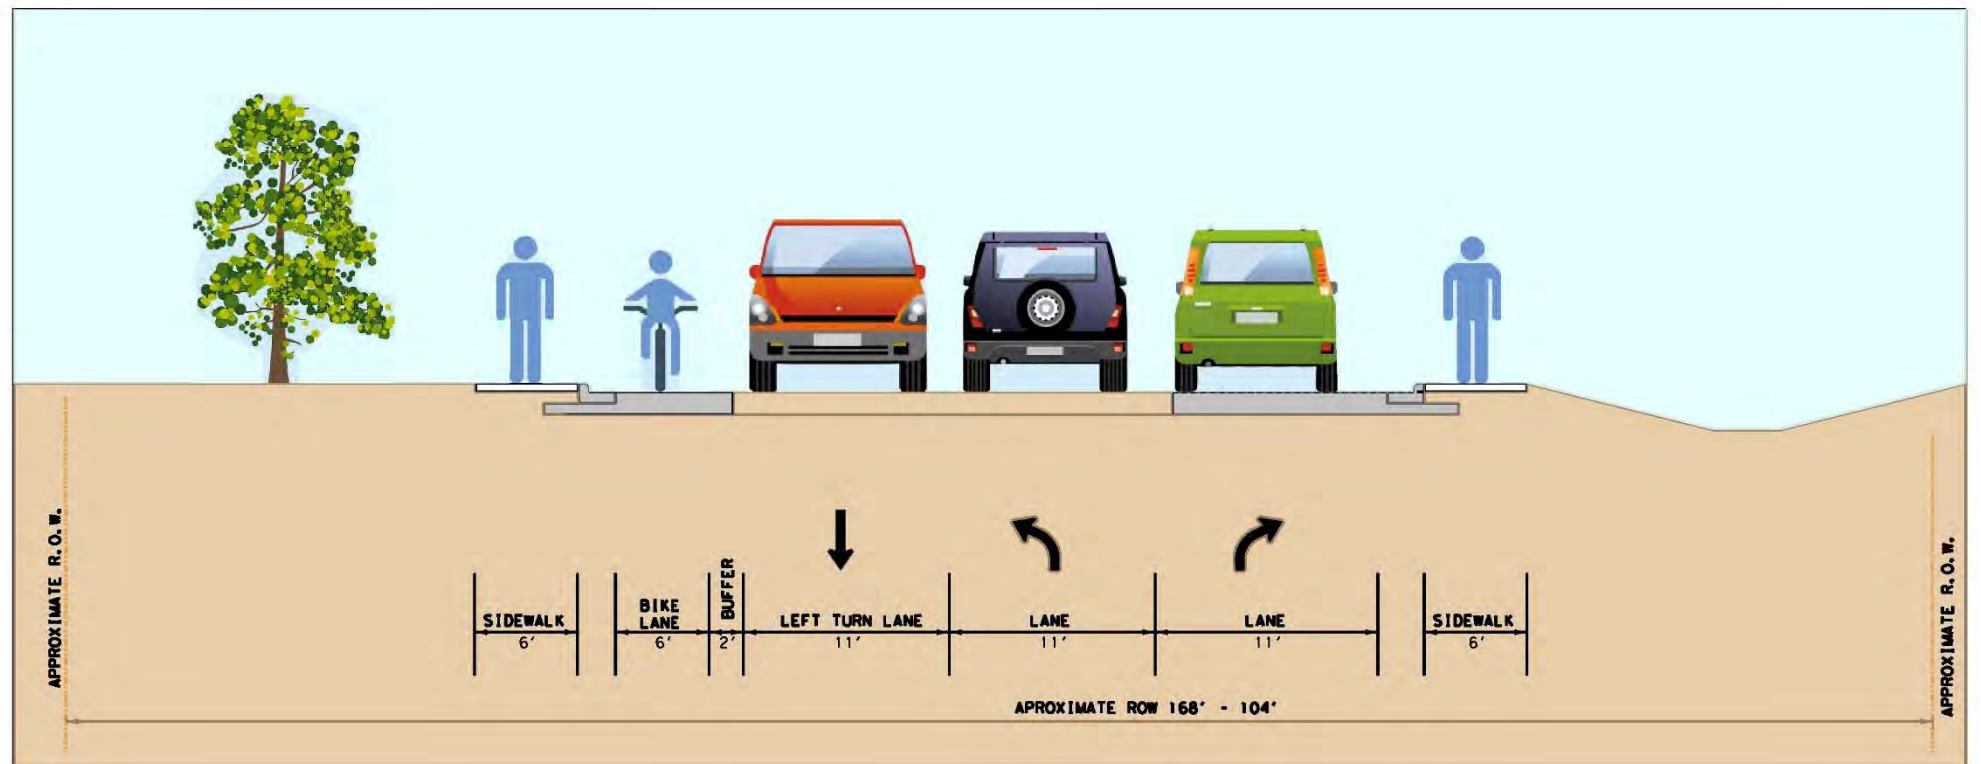 APPROXIMATE R.O.W.
SIDEWALK
6'
BIKE
LANE
6'
BUFFER
2'
LEFT TURN LANE
11'
LANE
11'
LANE
11'
SIDEWALK
6'
APPROXIMATE R.O.W.
APROXIMATE ROW 168' - 104'